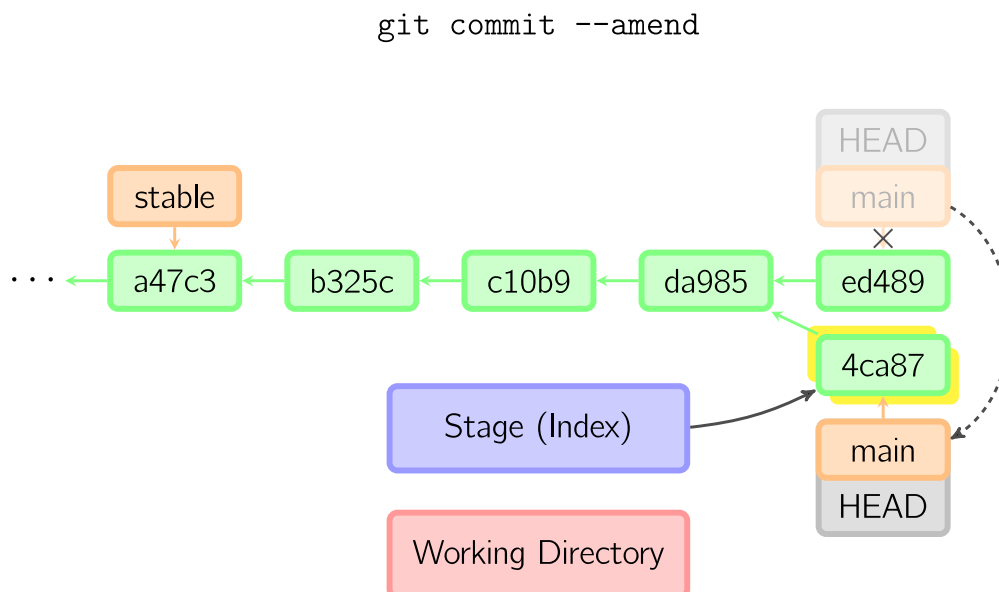 git commit --amend
HEAD
main
stable
... a47c3 b325c c10b9 da985 ed489
4ca87
Stage (Index)
main
HEAD
Working Directory